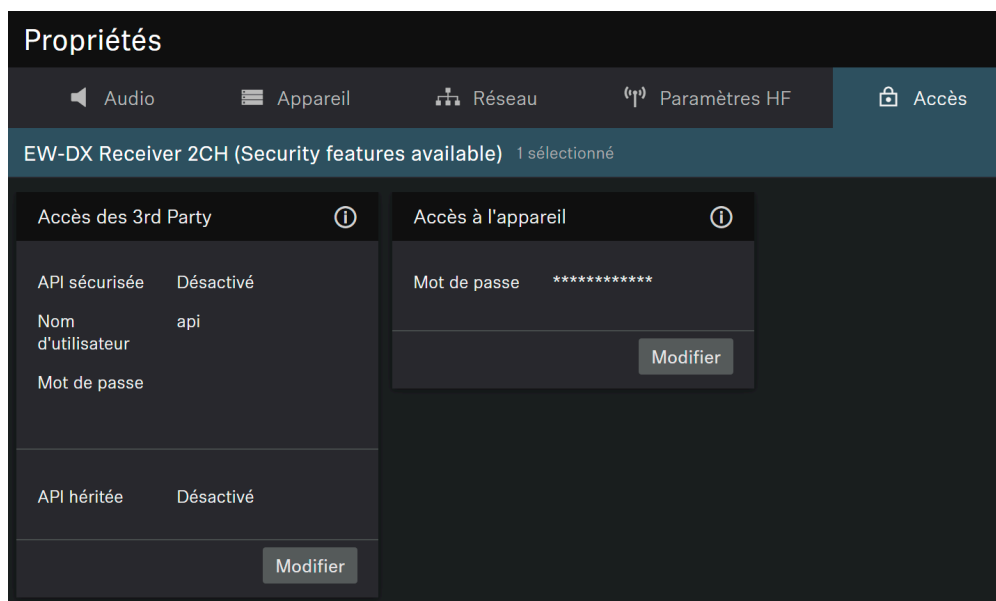 Propriétés
Audio Appareil Réseau Paramètres HF Accès
EW-DX Receiver 2CH (Security features available) 1 sélectionné
Accès des 3rd Party
API sécurisée Désactivé
Nom
d'utilisateur api
Mot de passe
API héritée Désactivé
Modifier
Accès à l'appareil
Mot de passe ************
Modifier